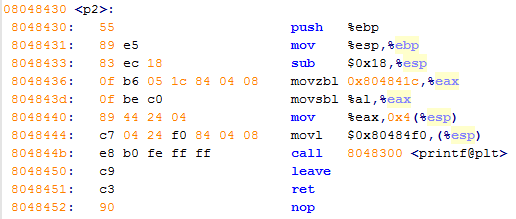 08048430 <p2>:
8048430: 55 push %ebp
8048431: 89 e5 mov %esp,%ebp
8048433: 83 ec 18 sub $0x18,%esp
8048436: 0f b6 05 1c 84 04 08 movzbl 0x804841c,%eax
804843d: 0f be c0 movsbl %al,%eax
8048440: 89 44 24 04 mov %eax,0x4(%esp)
8048444: c7 04 24 f0 84 04 08 movl $0x80484f0,(%esp)
804844b: e8 b0 fe ff ff call 8048300 <printf@plt>
8048450: c9 leave
8048451: c3 ret
8048452: 90 nop